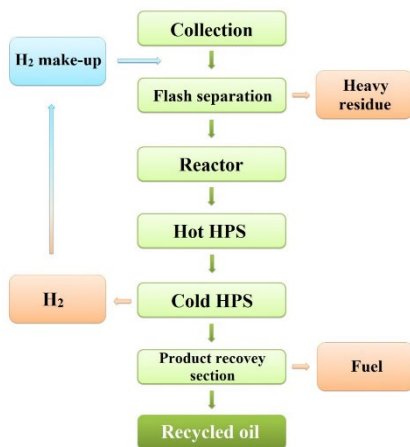 Collection
H₂ make-up
Flash separation
Heavy
residue
Reactor
Hot HPS
H₂
Cold HPS
Product recovey
section
Fuel
Recycled oil